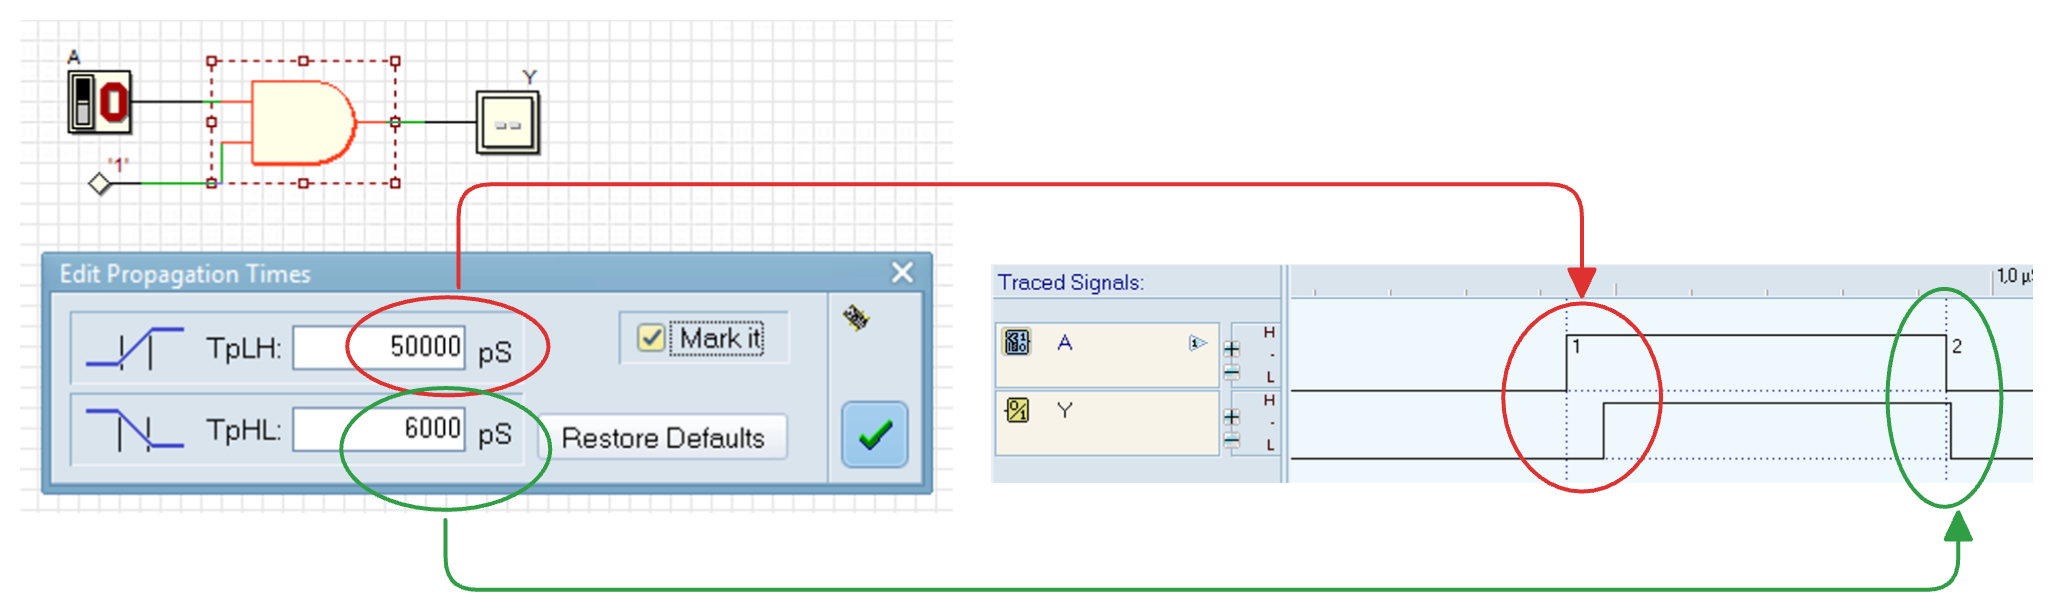 A
Y
'1'
--
Edit Propagation Times
TpLH: 50000 pS
Mark it
TpHL: 6000 pS
Restore Defaults
Traced Signals:
1,0 µS
A
H
-
L
1
2
Y
H
-
L